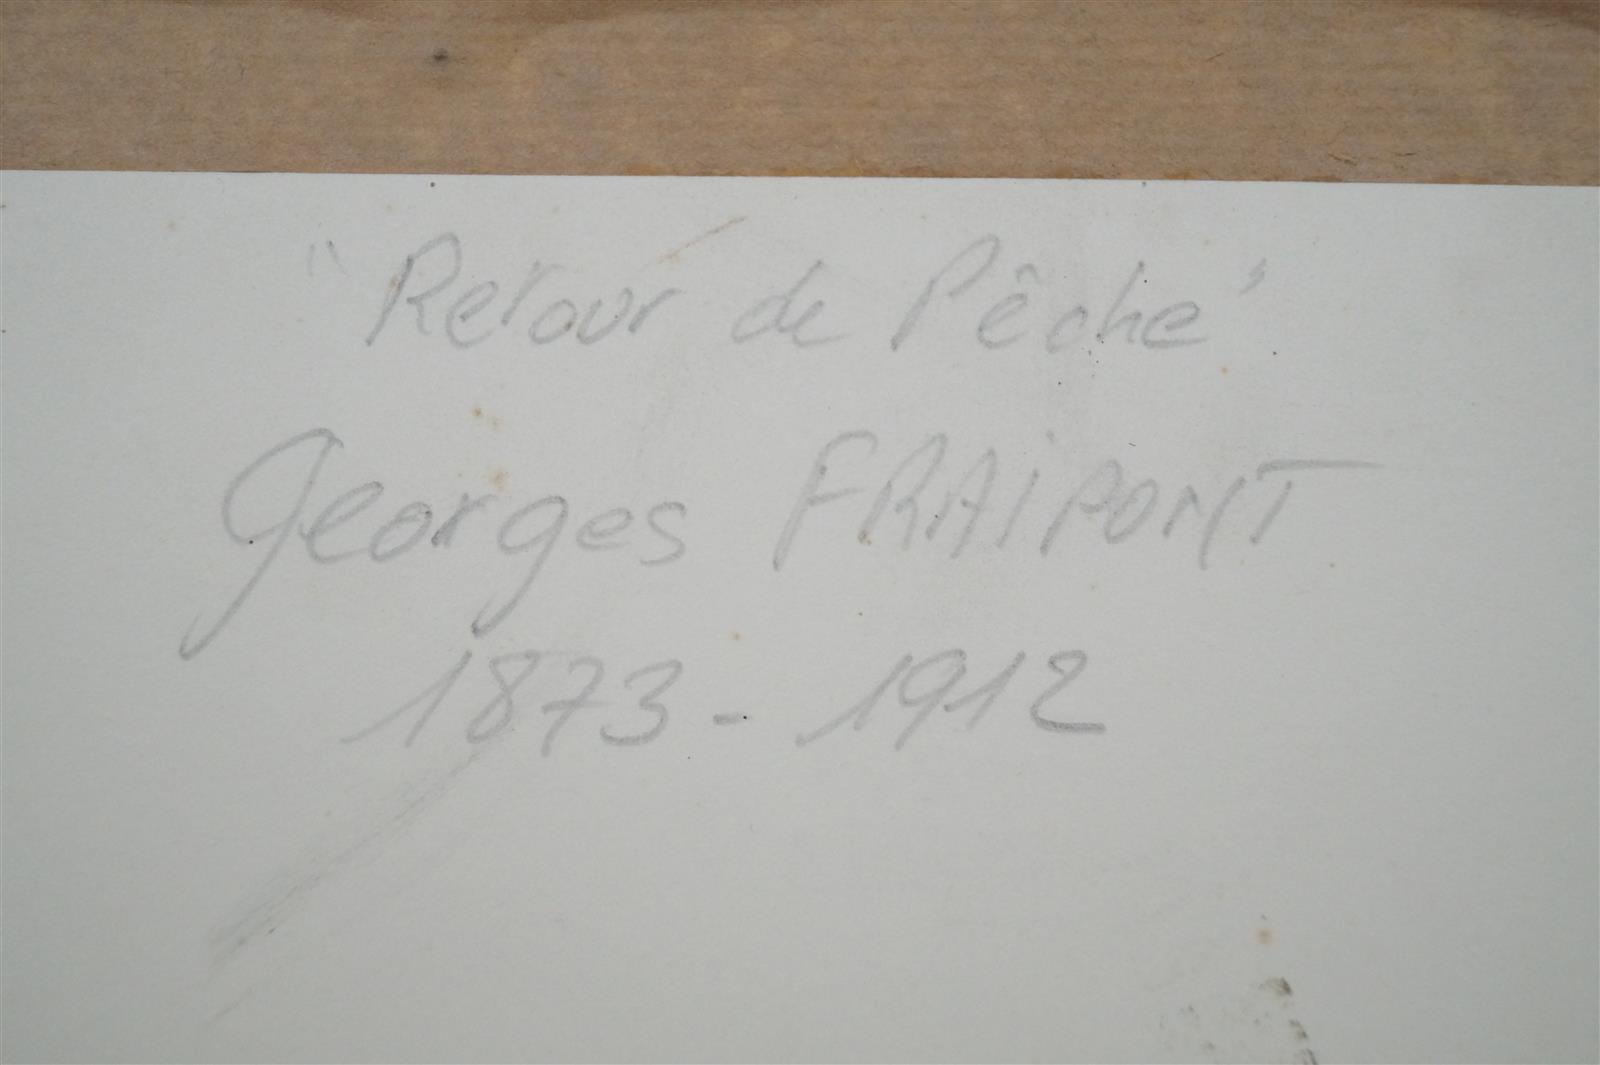 "Retour de Pêche"
Georges FRAiPONT
1873 - 1912